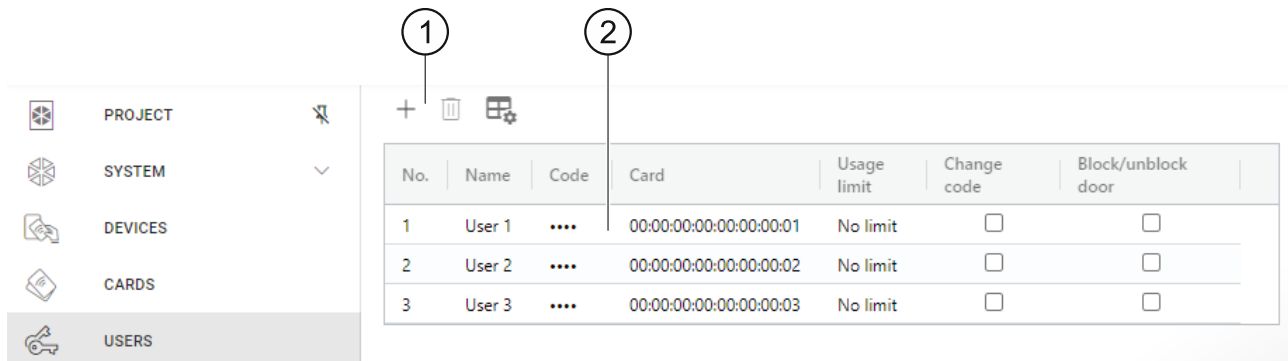 1 2
PROJECT
SYSTEM
DEVICES
CARDS
USERS
No. Name Code Card Usage limit Change code Block/unblock door
1 User 1 •••• 00:00:00:00:00:00:00:01 No limit
2 User 2 •••• 00:00:00:00:00:00:00:02 No limit
3 User 3 •••• 00:00:00:00:00:00:00:03 No limit